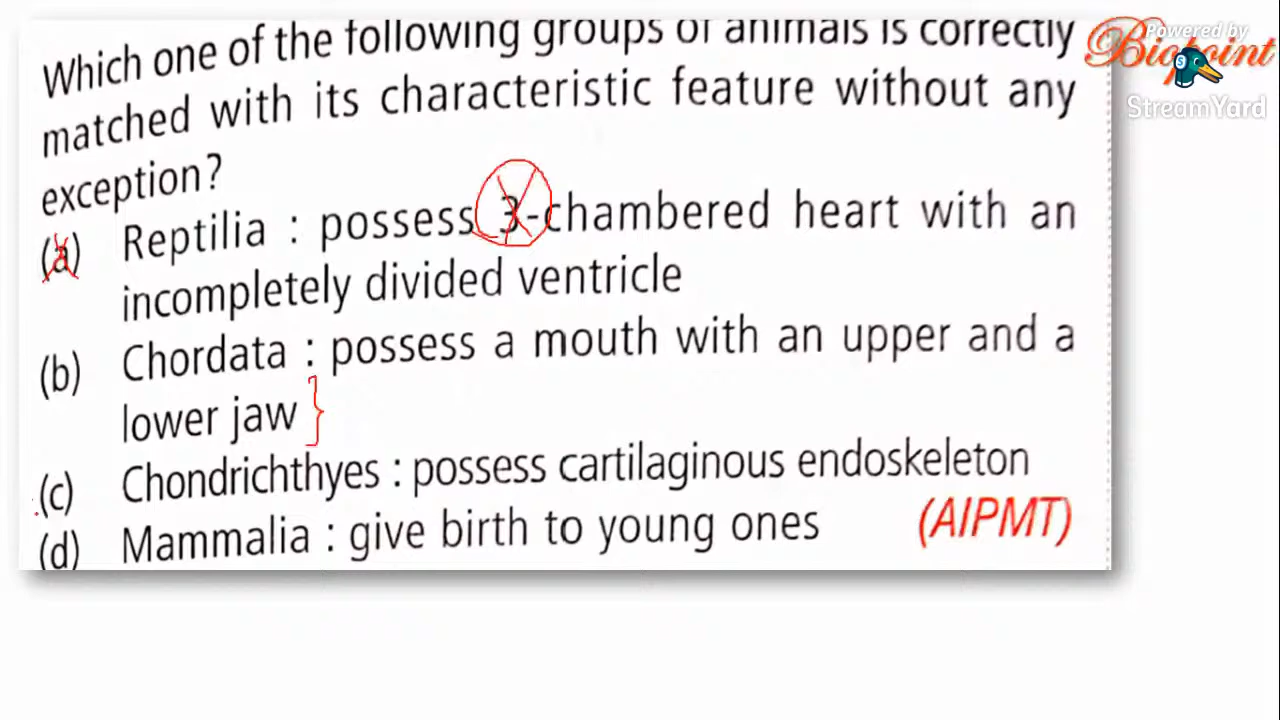 Which one of the following groups of animals is correctly
matched with its characteristic feature without any
exception?
(a) Reptilia : possess 3-chambered heart with an
incompletely divided ventricle
(b) Chordata : possess a mouth with an upper and a
lower jaw }
(c) Chondrichthyes : possess cartilaginous endoskeleton
(d) Mammalia : give birth to young ones (AIPMT)
Biopoint
Powered by
StreamYard